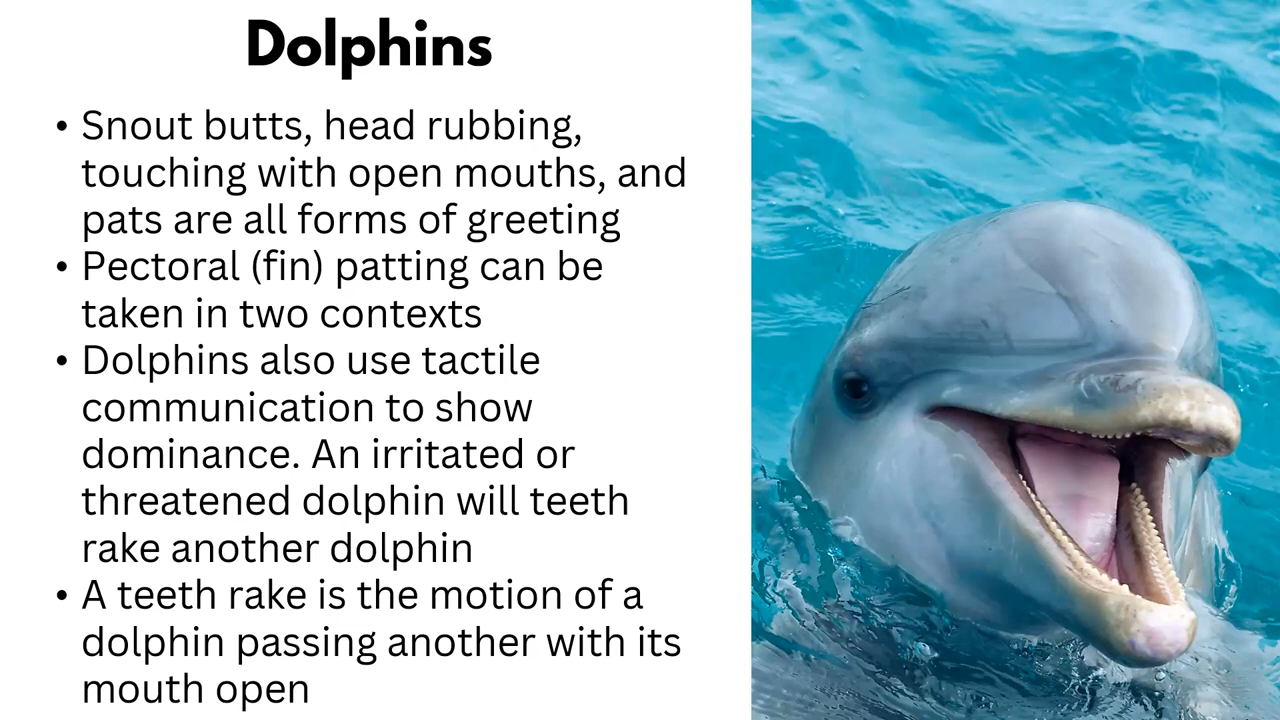 Dolphins
• Snout butts, head rubbing,
touching with open mouths, and
pats are all forms of greeting
• Pectoral (fin) patting can be
taken in two contexts
• Dolphins also use tactile
communication to show
dominance. An irritated or
threatened dolphin will teeth
rake another dolphin
• A teeth rake is the motion of a
dolphin passing another with its
mouth open